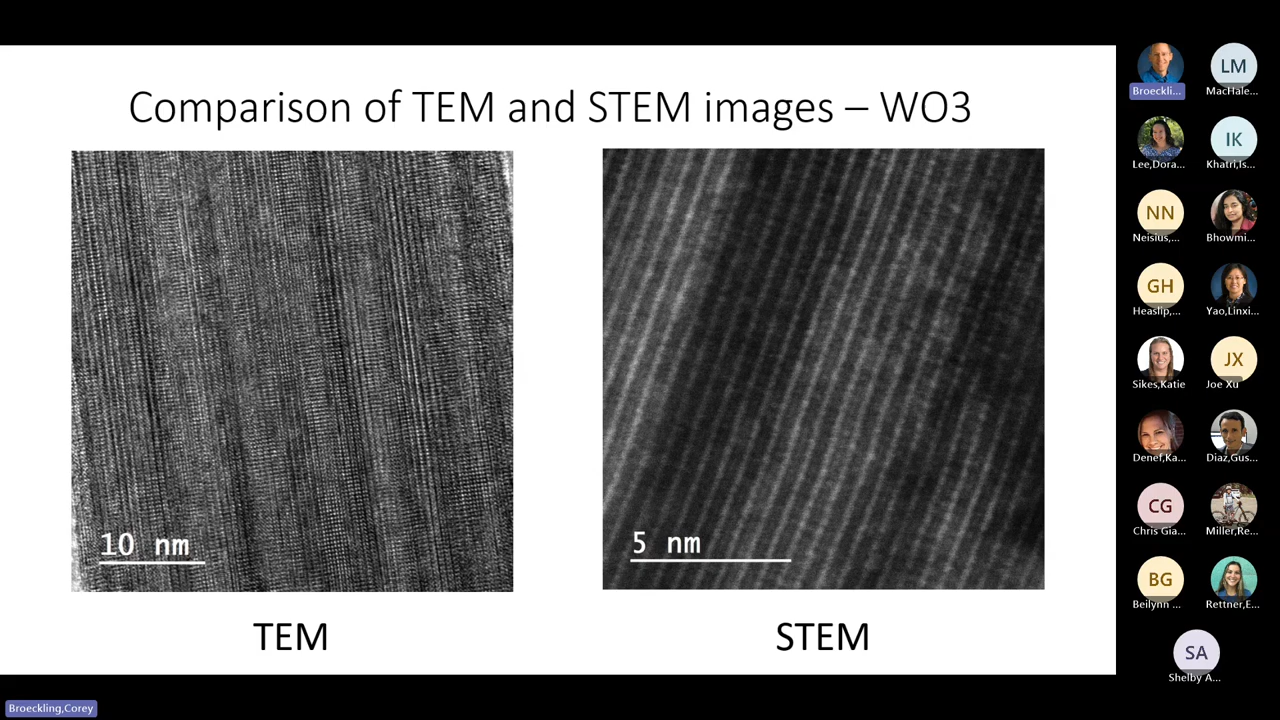 Comparison of TEM and STEM images – WO3
10 nm
5 nm
TEM
STEM
Broeckli...
LM
MacHale...
Lee,Dora...
IK
Khatri,Is...
NN
Neisius,...
Bhowmi...
GH
Heaslip,...
Yao,Linxi...
Sikes,Katie
JX
Joe Xu
Denef,Ka...
Diaz,Gus...
CG
Chris Gia...
Miller,Re...
BG
Beilynn ...
Rettner,E...
SA
Shelby A...
Broeckling,Corey